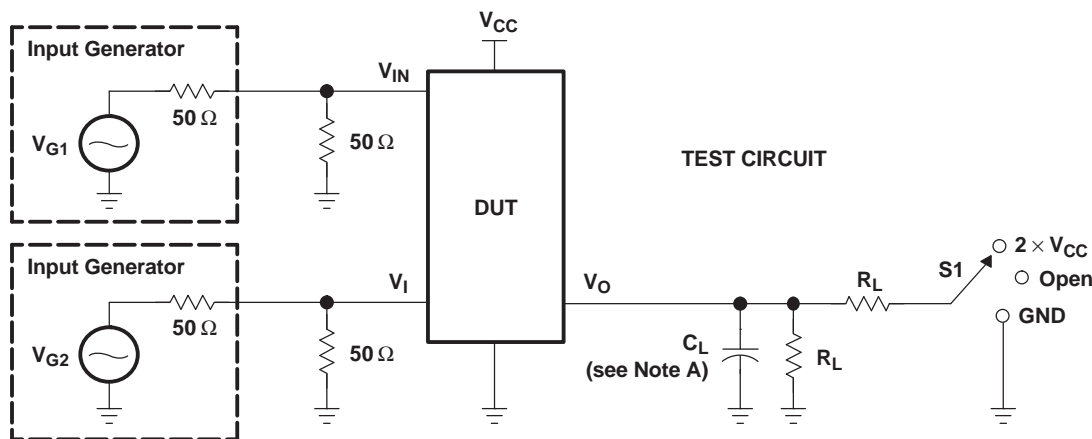 Input Generator
V_G1
50 Ω
50 Ω
V_IN
V_CC
DUT
TEST CIRCUIT
Input Generator
V_G2
50 Ω
50 Ω
V_I
V_O
C_L
(see Note A)
R_L
R_L
S1
2 × V_CC
Open
GND